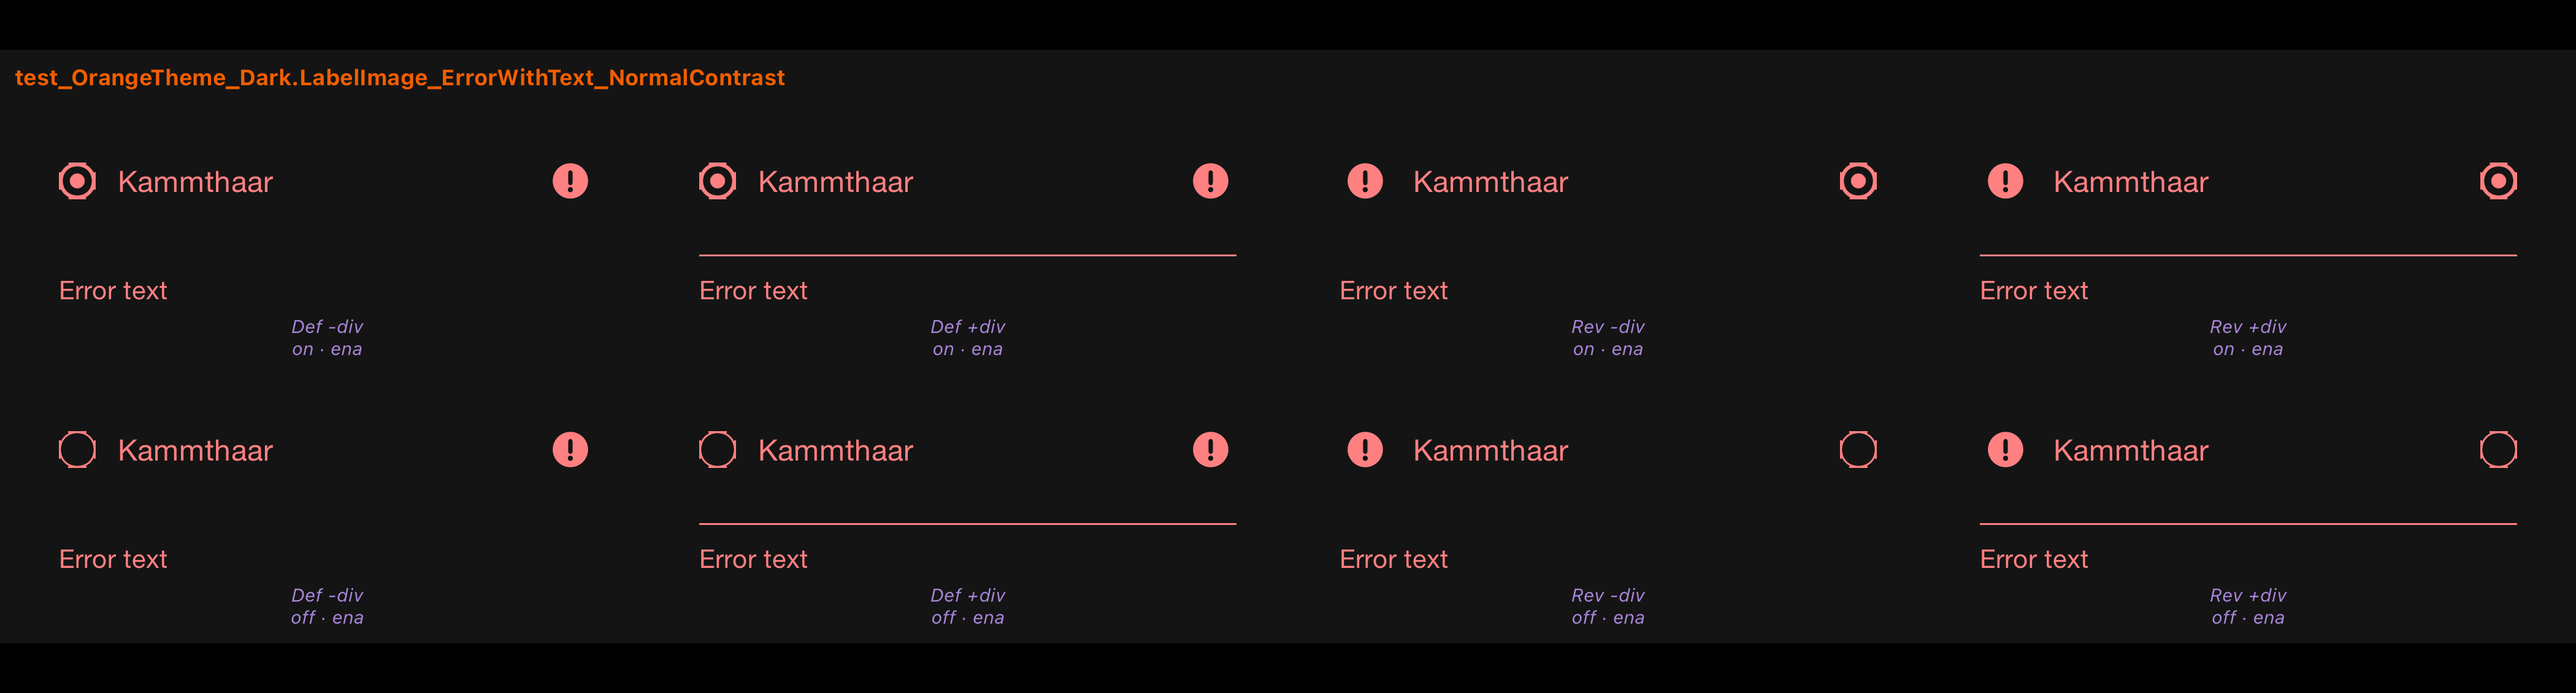 test_OrangeTheme_Dark.LabelImage_ErrorWithText_NormalContrast
Kammthaar
Kammthaar
Kammthaar
Kammthaar
Error text
Error text
Error text
Error text
Def -div
on · ena
Def +div
on · ena
Rev -div
on · ena
Rev +div
on · ena
Kammthaar
Kammthaar
Kammthaar
Kammthaar
Error text
Error text
Error text
Error text
Def -div
off · ena
Def +div
off · ena
Rev -div
off · ena
Rev +div
off · ena